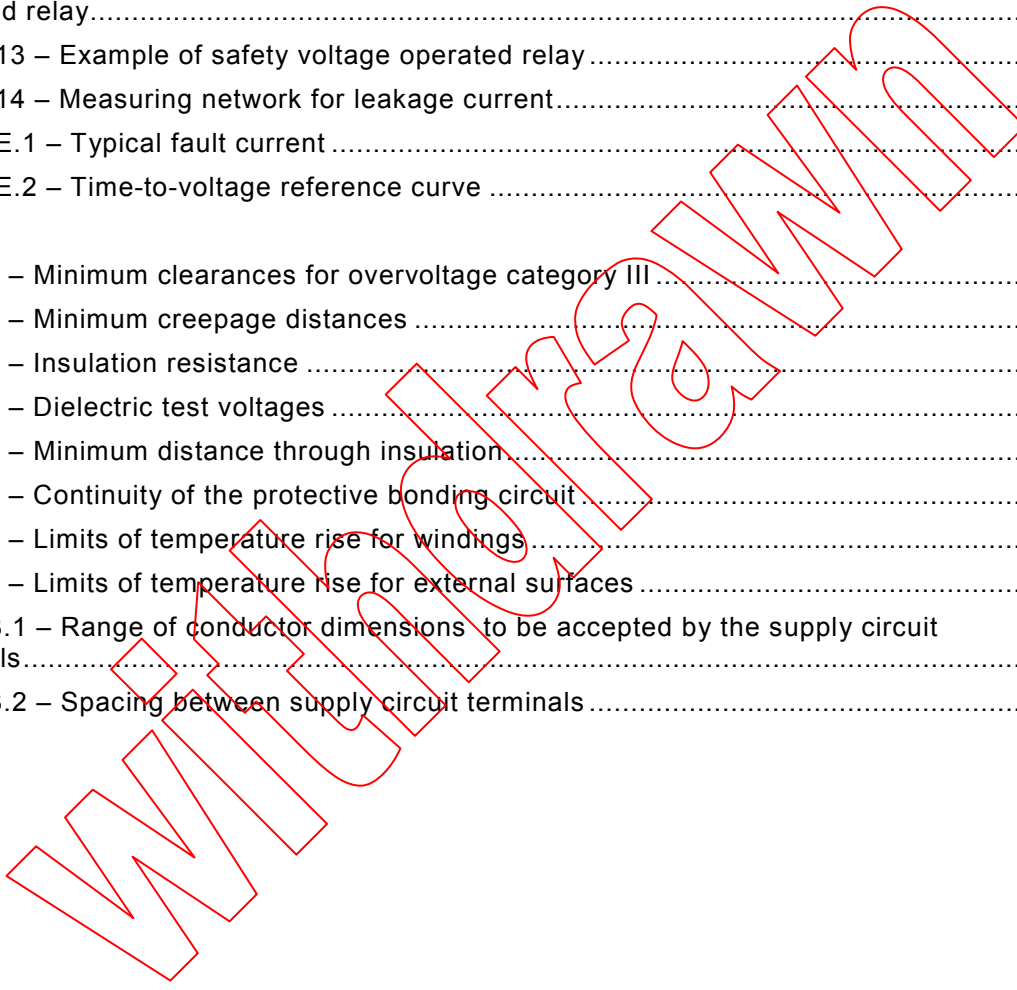 d relay..........................................................................................
13 – Example of safety voltage operated relay..........................................
14 – Measuring network for leakage current..............................................
E.1 – Typical fault current ..........................................................................
E.2 – Time-to-voltage reference curve ......................................................
– Minimum clearances for overvoltage category III....................................
– Minimum creepage distances ................................................................
– Insulation resistance ..............................................................................
– Dielectric test voltages ...........................................................................
– Minimum distance through insulation......................................................
– Continuity of the protective bonding circuit .............................................
– Limits of temperature rise for windings...................................................
– Limits of temperature rise for external surfaces ......................................
.1 – Range of conductor dimensions  to be accepted by the supply circuit
ls....................................................................................................
.2 – Spacing between supply circuit terminals............................................
withdrawn